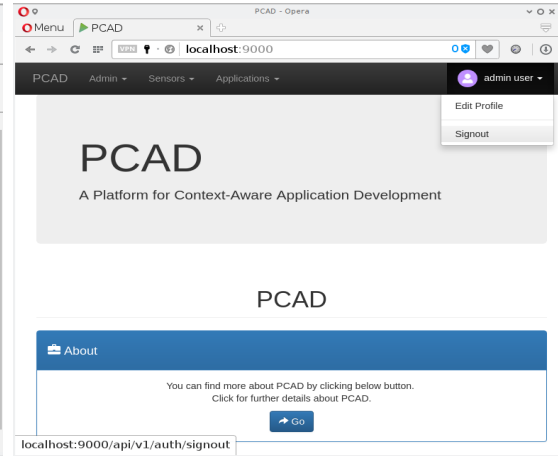 PCAD - Opera
Menu PCAD
VPN localhost:9000 0
PCAD Admin Sensors Applications admin user
Edit Profile
Signout
PCAD
A Platform for Context-Aware Application Development
PCAD
About
You can find more about PCAD by clicking below button.
Click for further details about PCAD.
Go
localhost:9000/api/v1/auth/signout